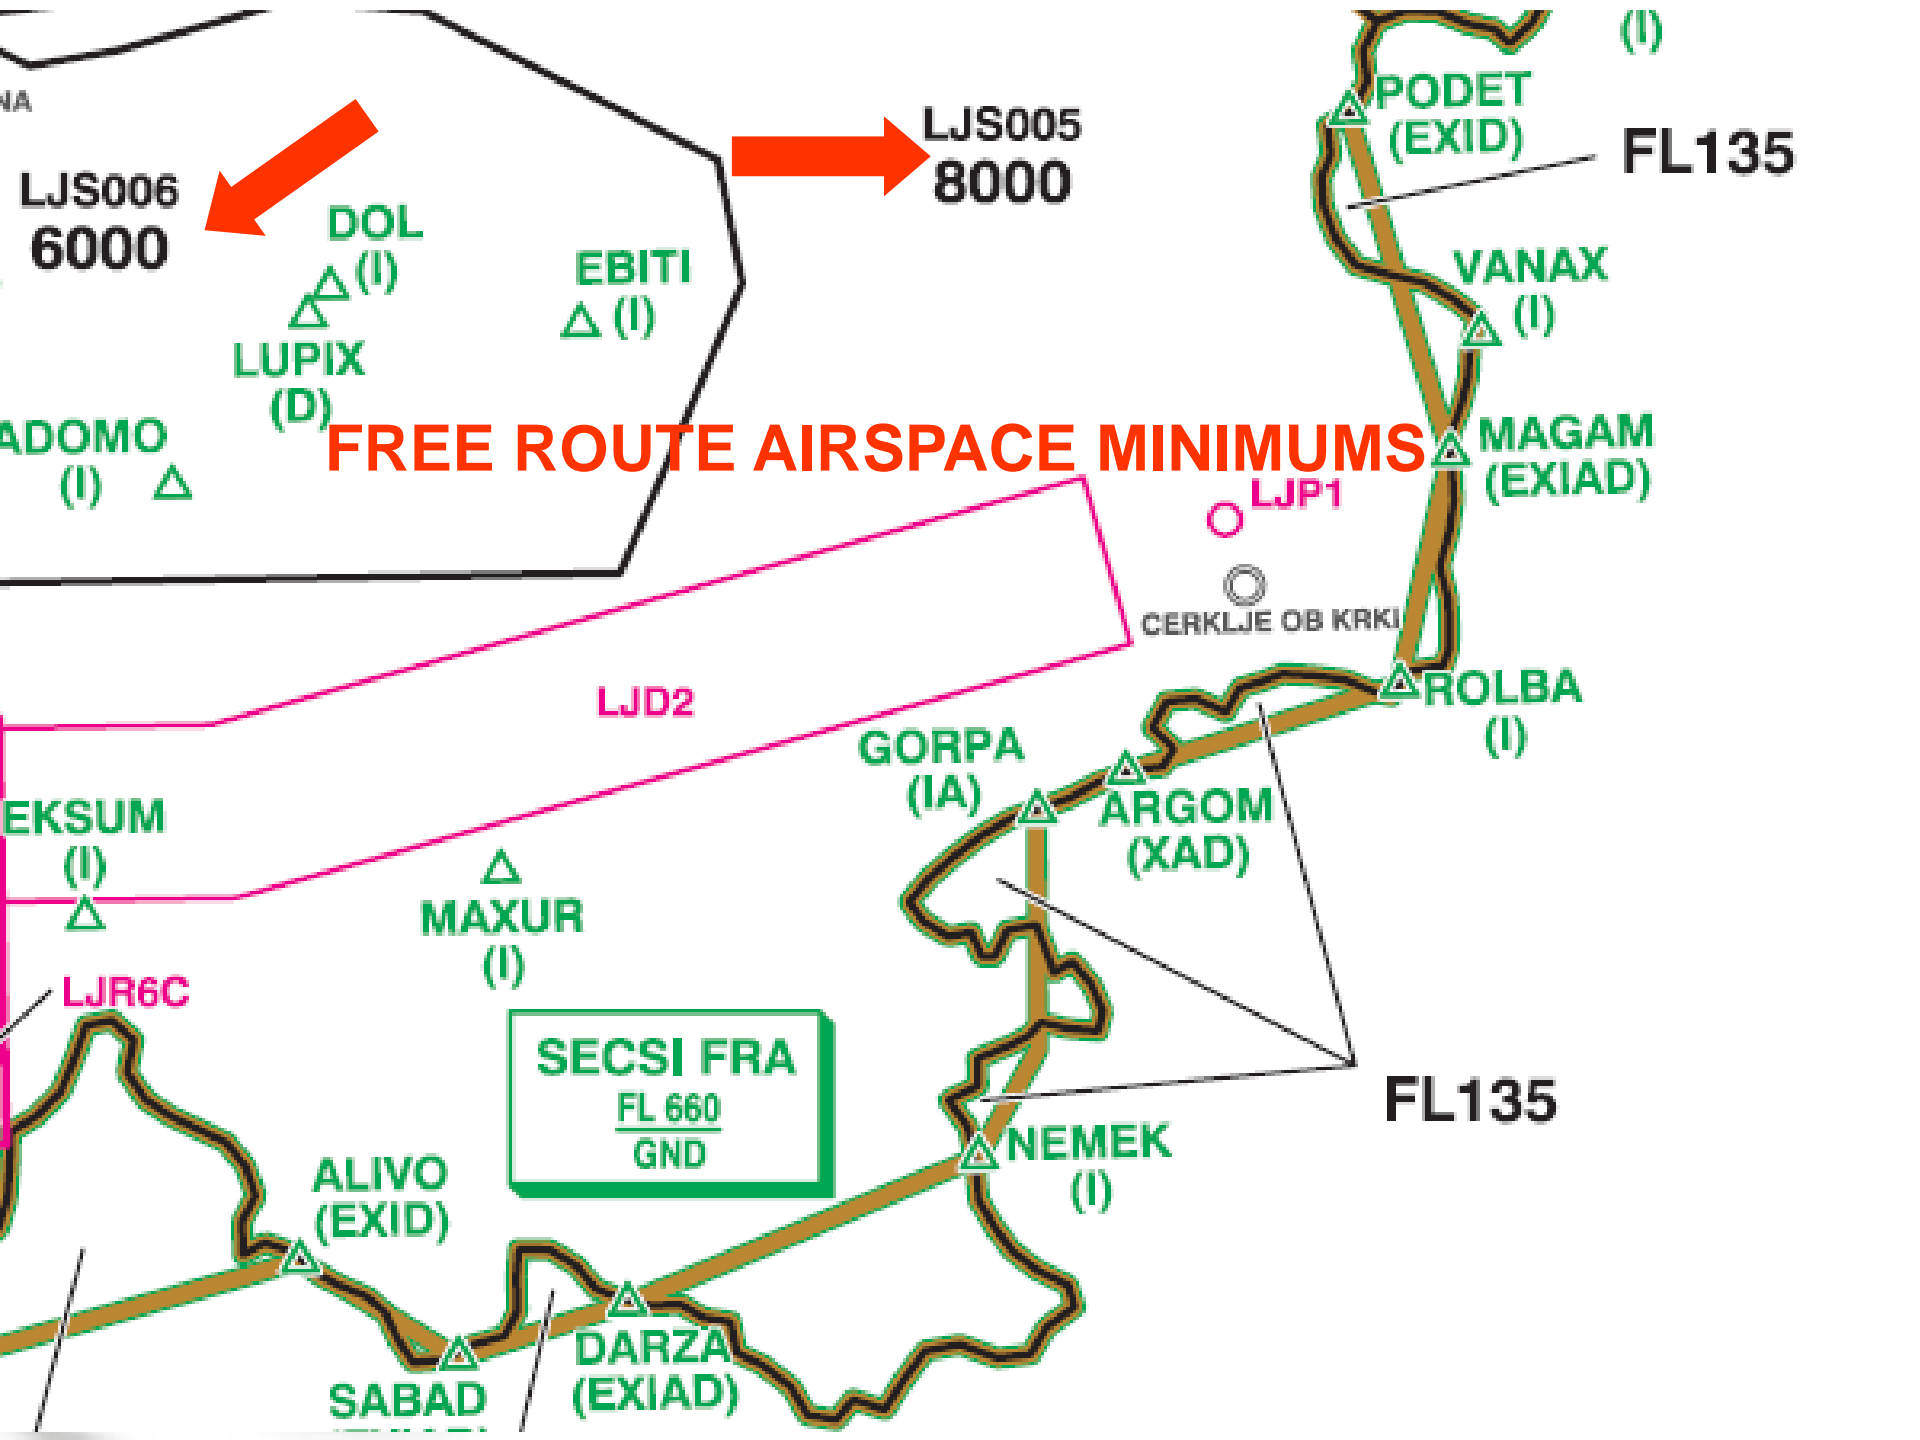 (I)
PODET
(EXID)
FL135
NA
LJS005
8000
LJS006
6000
DOL
(I)
EBITI
(I)
VANAX
(I)
LUPIX
(D)
ADOMO
(I)
FREE ROUTE AIRSPACE MINIMUMS
MAGAM
(EXIAD)
LJP1
CERKLJE OB KRKI
LJD2
ROLBA
(I)
GORPA
(IA)
ARGOM
(XAD)
EKSUM
(I)
MAXUR
(I)
LJR6C
SECSI FRA
FL 660
GND
FL135
NEMEK
(I)
ALIVO
(EXID)
DARZA
(EXIAD)
SABAD